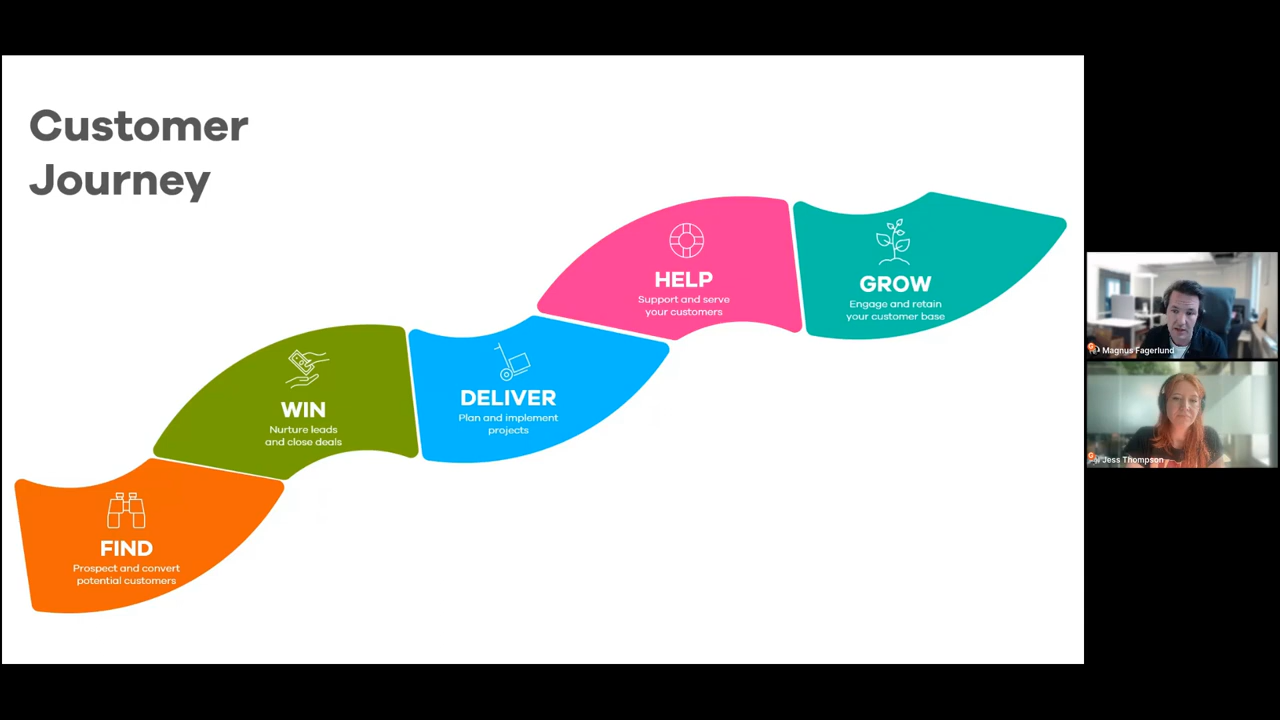 Customer
Journey
FIND
Prospect and convert
potential customers
WIN
Nurture leads
and close deals
DELIVER
Plan and implement
projects
HELP
Support and serve
your customers
GROW
Engage and retain
your customer base
Magnus Fagerlund
Jess Thompson